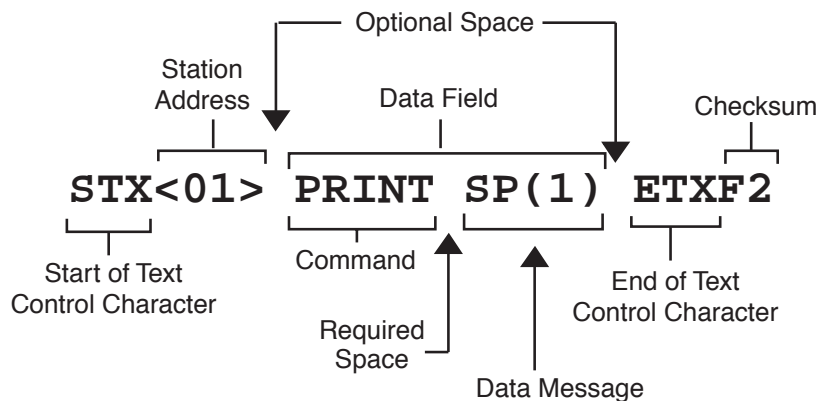 Optional Space
Station
Address
Data Field
Checksum
STX<01> PRINT SP(1) ETXF2
Start of Text
Control Character
Command
End of Text
Control Character
Required
Space
Data Message